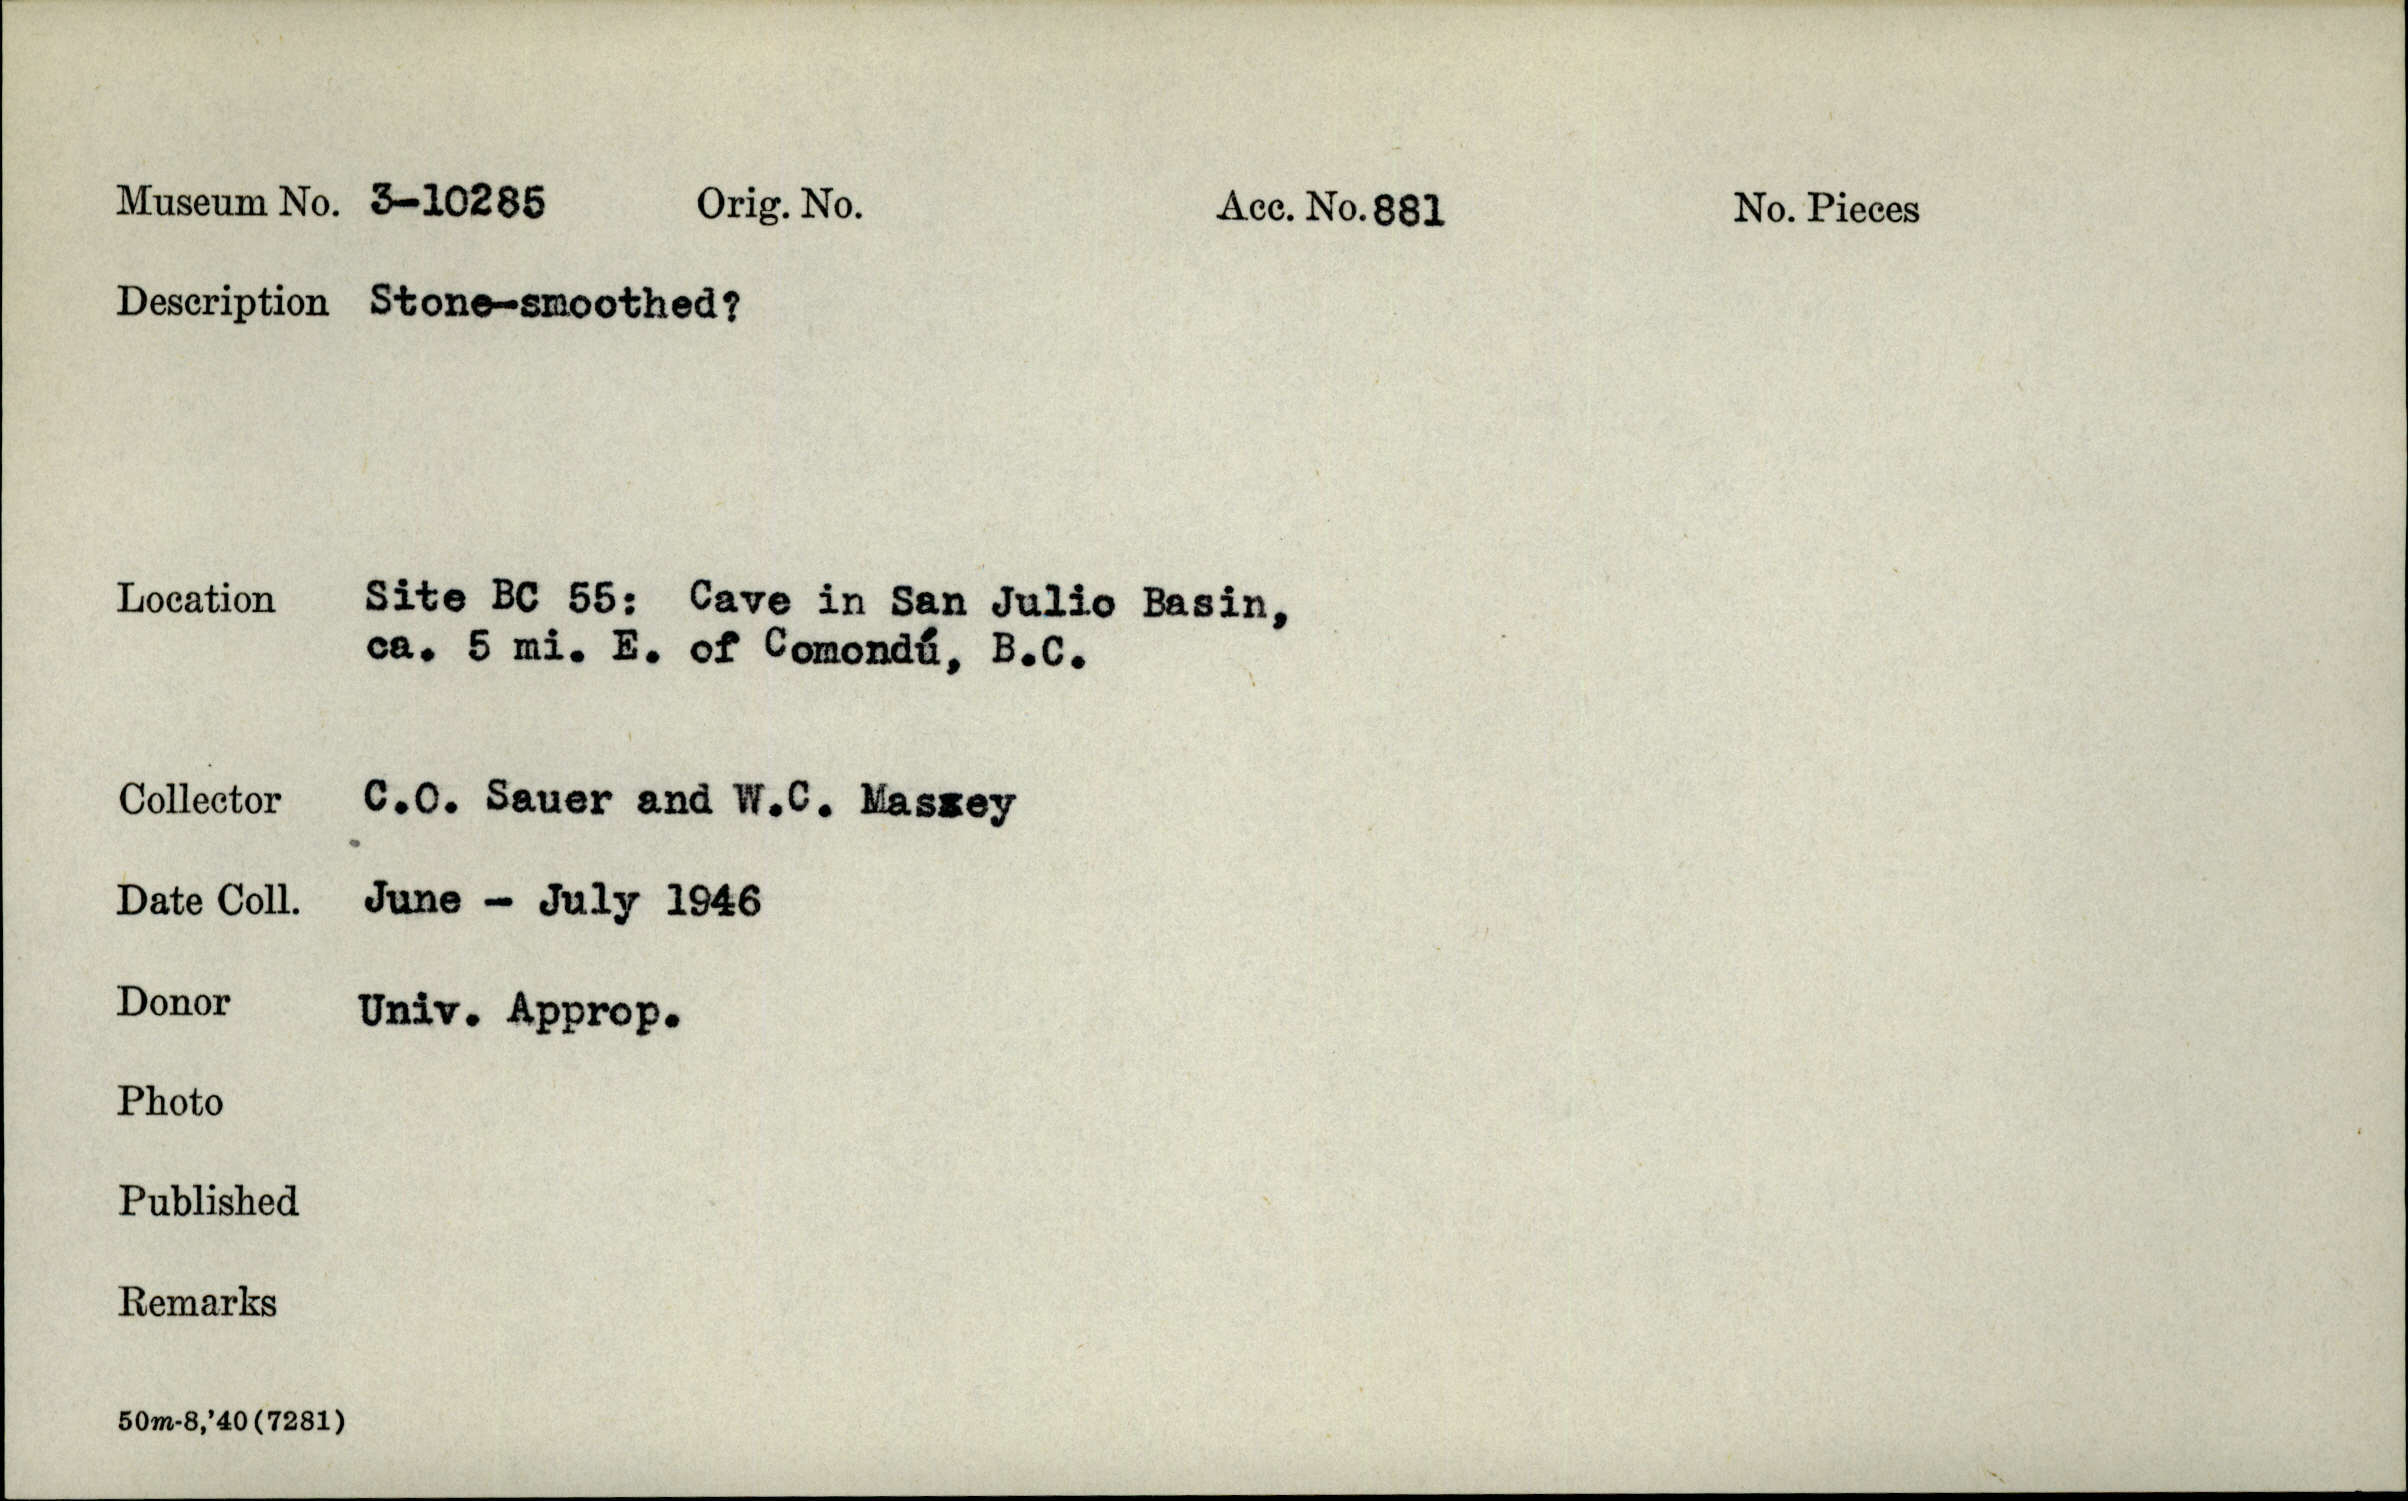 Museum No. 3-10285 Orig. No. Acc. No. 881 No. Pieces
Description Stone-smoothed?
Location Site BC 55: Cave in San Julio Basin,
ca. 5 mi. E. of Comondú, B.C.
Collector C.O. Sauer and W.C. Massey
Date Coll. June - July 1946
Donor Univ. Approp.
Photo
Published
Remarks
50m-8,'40(7281)